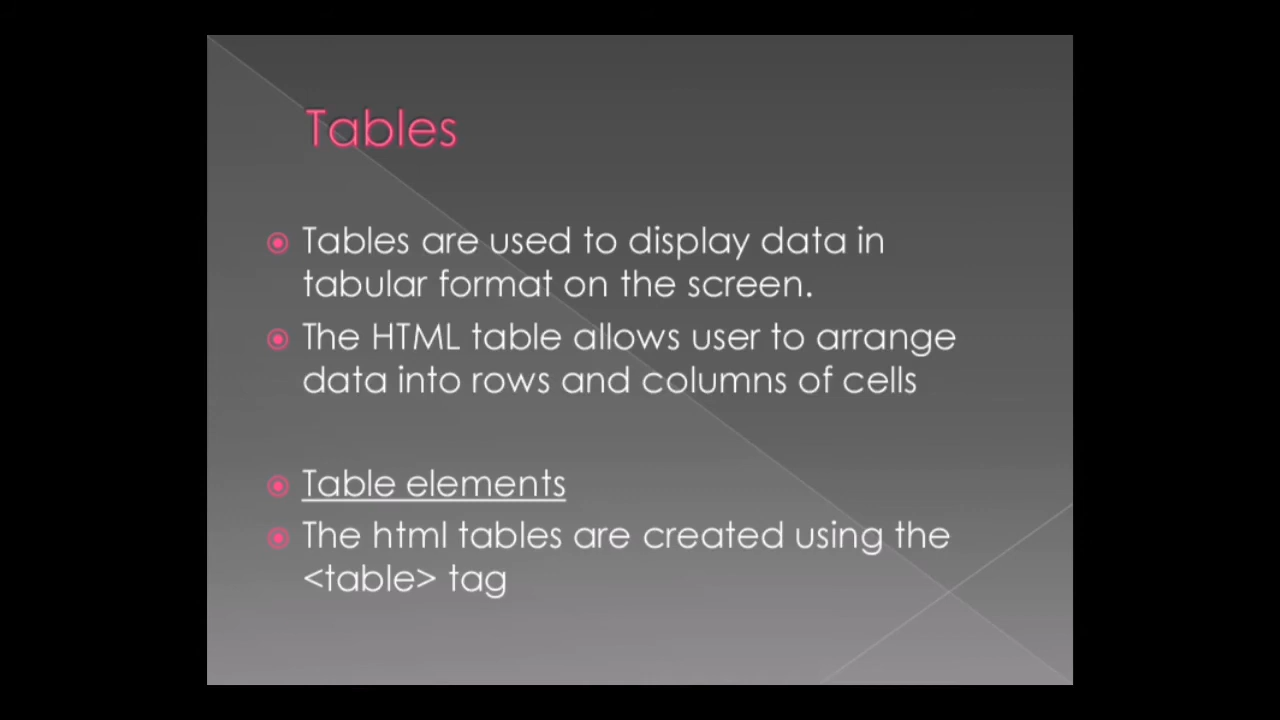 Tables
Tables are used to display data in
tabular format on the screen.
The HTML table allows user to arrange
data into rows and columns of cells
Table elements
The html tables are created using the
<table> tag